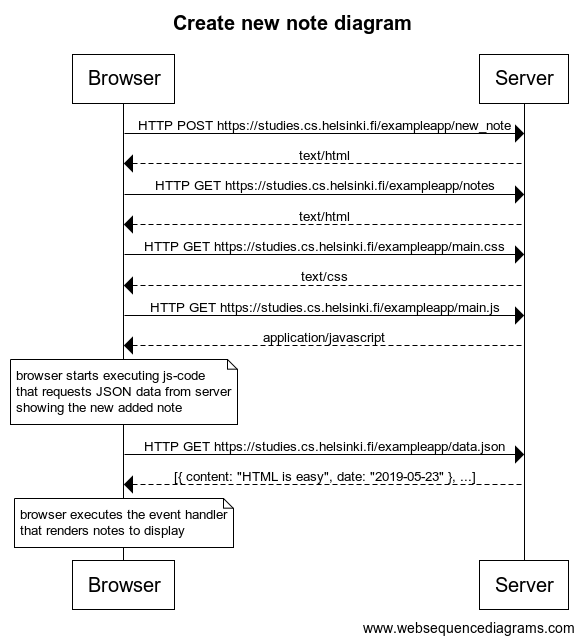 Create new note diagram
Browser
Server
HTTP POST https://studies.cs.helsinki.fi/exampleapp/new_note
text/html
HTTP GET https://studies.cs.helsinki.fi/exampleapp/notes
text/html
HTTP GET https://studies.cs.helsinki.fi/exampleapp/main.css
text/css
HTTP GET https://studies.cs.helsinki.fi/exampleapp/main.js
application/javascript
browser starts executing js-code
that requests JSON data from server
showing the new added note
HTTP GET https://studies.cs.helsinki.fi/exampleapp/data.json
[{ content: "HTML is easy", date: "2019-05-23" }, ...]
browser executes the event handler
that renders notes to display
Browser
Server
www.websequencediagrams.com